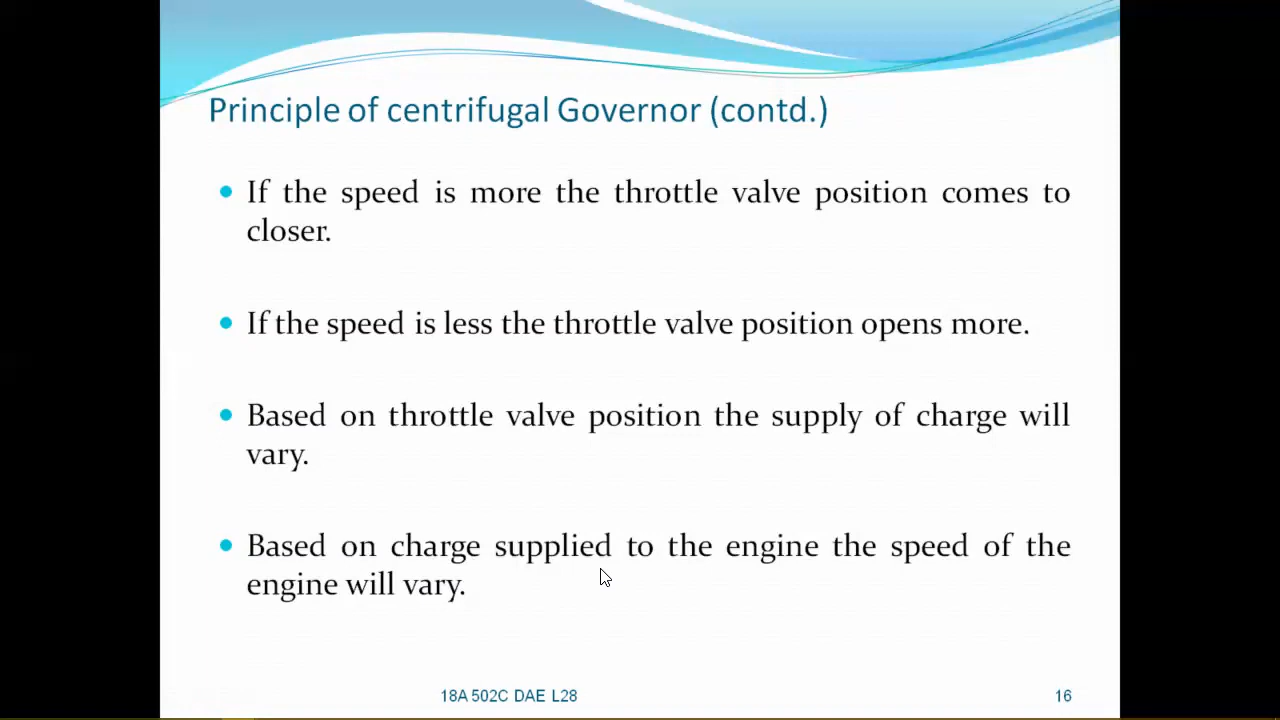 Principle of centrifugal Governor (contd.)
If the speed is more the throttle valve position comes to
closer.
If the speed is less the throttle valve position opens more.
Based on throttle valve position the supply of charge will
vary.
Based on charge supplied to the engine the speed of the
engine will vary.
18A 502C DAE L28
16